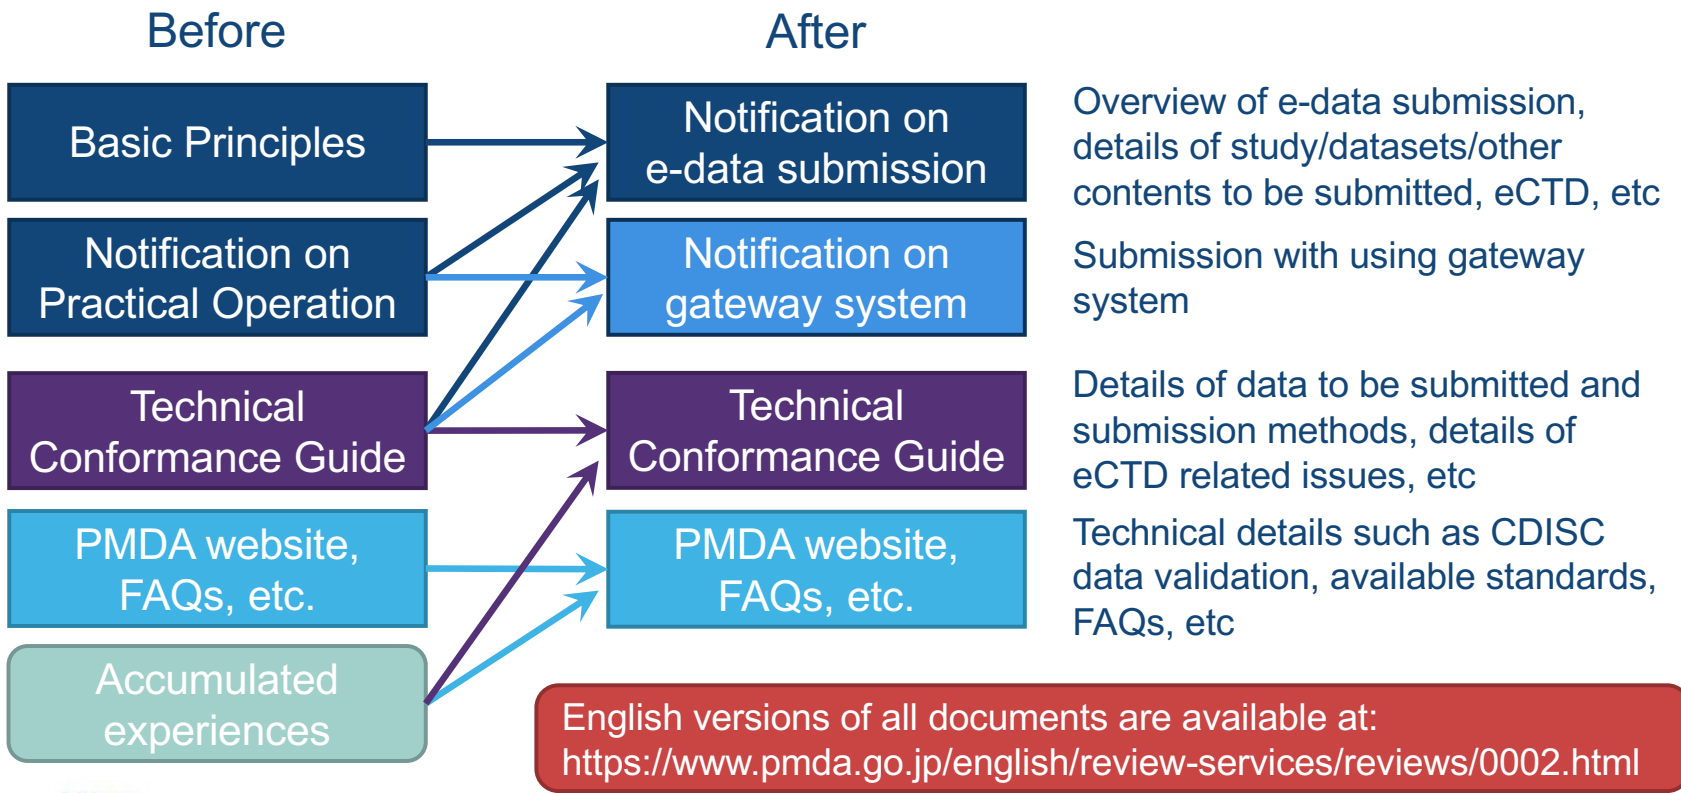 Before
After
Basic Principles
Notification on
e-data submission
Overview of e-data submission,
details of study/datasets/other
contents to be submitted, eCTD, etc
Notification on
Practical Operation
Notification on
gateway system
Submission with using gateway
system
Technical
Conformance Guide
Technical
Conformance Guide
Details of data to be submitted and
submission methods, details of
eCTD related issues, etc
PMDA website,
FAQs, etc.
PMDA website,
FAQs, etc.
Technical details such as CDISC
data validation, available standards,
FAQs, etc
Accumulated
experiences
English versions of all documents are available at:
https://www.pmda.go.jp/english/review-services/reviews/0002.html